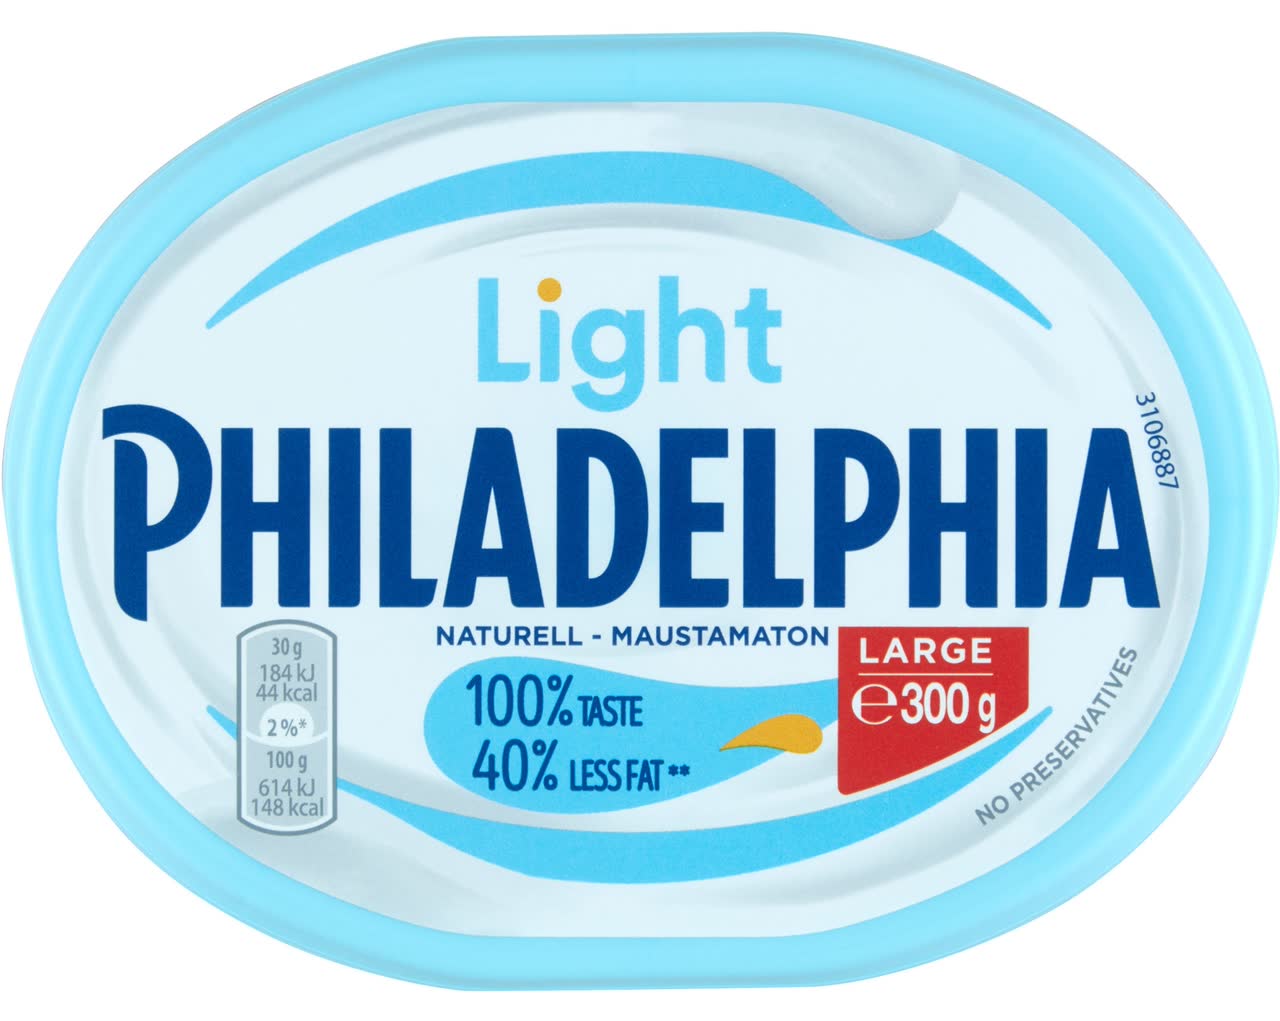 Light
PHILADELPHIA
3106887
NATURELL - MAUSTAMATON
100% TASTE
40% LESS FAT**
LARGE
℮300 g
NO PRESERVATIVES
30 g
184 kJ
44 kcal
2 %*
100 g
614 kJ
148 kcal